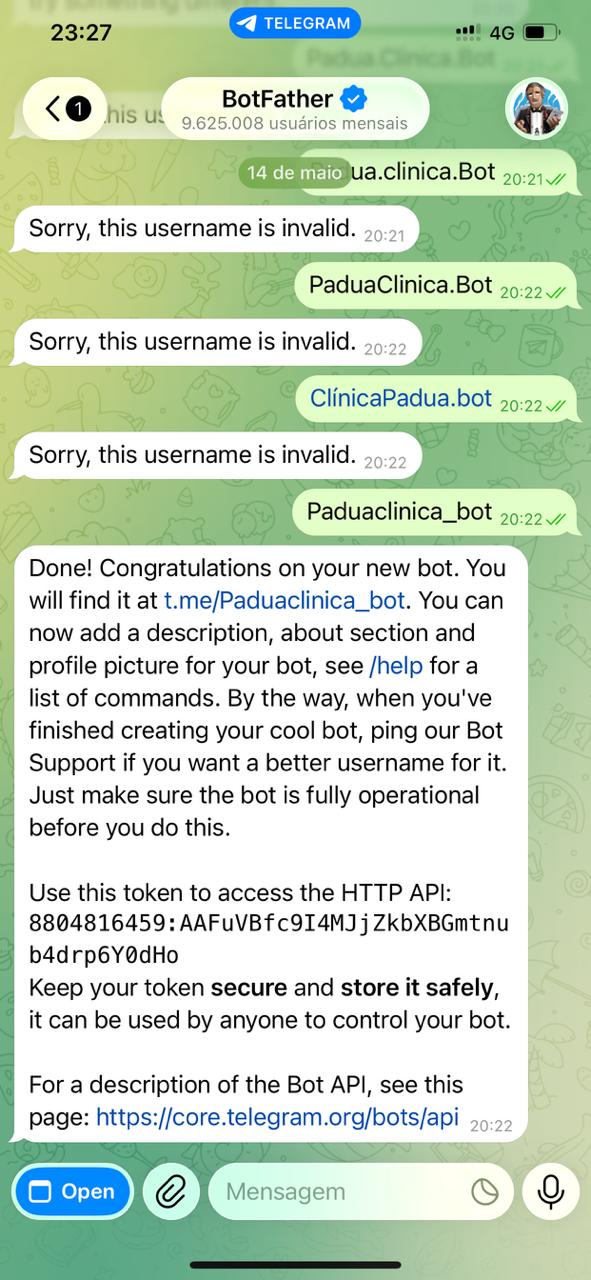 23:27
TELEGRAM
4G
1
BotFather
9.625.008 usuários mensais
14 de maio
ua.clinica.Bot 20:21
Sorry, this username is invalid. 20:21
PaduaClinica.Bot 20:22
Sorry, this username is invalid. 20:22
ClínicaPadua.bot 20:22
Sorry, this username is invalid. 20:22
Paduaclinica_bot 20:22
Done! Congratulations on your new bot. You
will find it at t.me/Paduaclinica_bot. You can
now add a description, about section and
profile picture for your bot, see /help for a
list of commands. By the way, when you've
finished creating your cool bot, ping our Bot
Support if you want a better username for it.
Just make sure the bot is fully operational
before you do this.
Use this token to access the HTTP API:
8804816459:AAFuVBfc9I4MJjZkbXBGmtnu
b4drp6Y0dHo
Keep your token secure and store it safely,
it can be used by anyone to control your bot.
For a description of the Bot API, see this
page: https://core.telegram.org/bots/api 20:22
Open
Mensagem